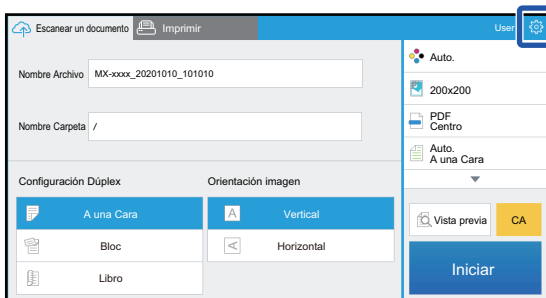 Escanear un documento Imprimir User
Nombre Archivo MX-xxxx_20201010_101010
Nombre Carpeta /
Configuración Dúplex Orientación imagen
A una Cara A Vertical
Bloc A Horizontal
Libro
Auto.
200x200
PDF
Centro
Auto.
A una Cara
Vista previa CA
Iniciar